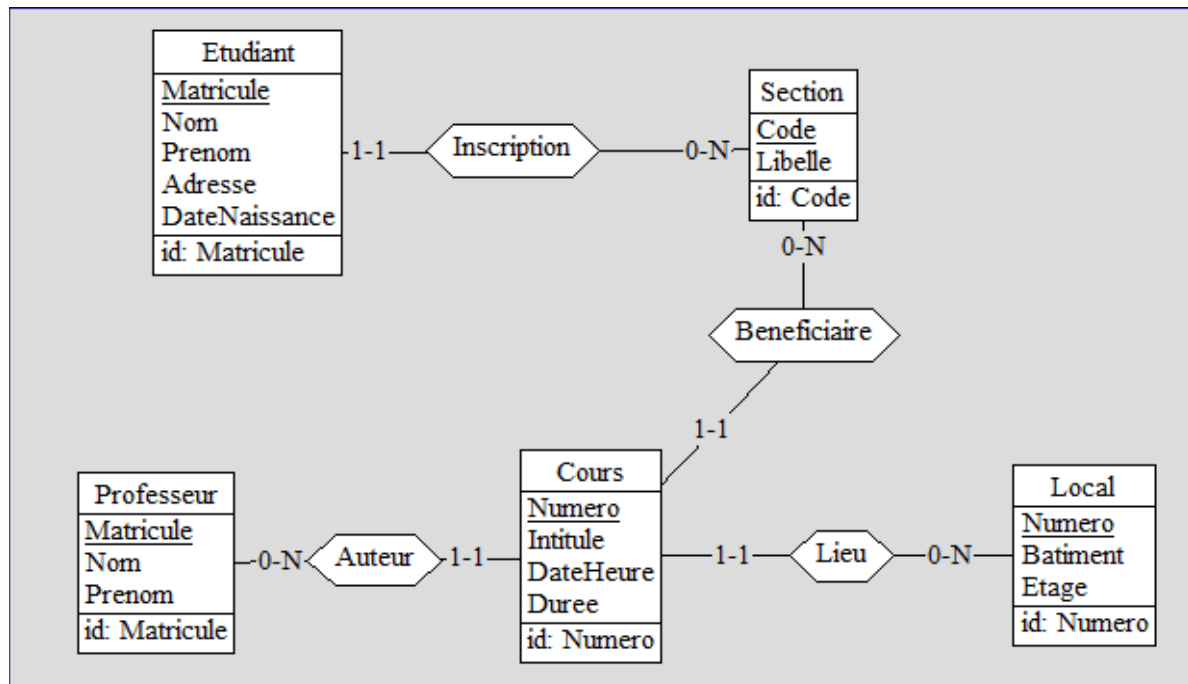 Etudiant
Matricule
Nom
Prenom
Adresse
DateNaissance
id: Matricule
1-1
Inscription
0-N
Section
Code
Libelle
id: Code
0-N
Beneficiaire
1-1
Professeur
Matricule
Nom
Prenom
id: Matricule
0-N
Auteur
1-1
Cours
Numero
Intitule
DateHeure
Duree
id: Numero
1-1
Lieu
0-N
Local
Numero
Batiment
Etage
id: Numero